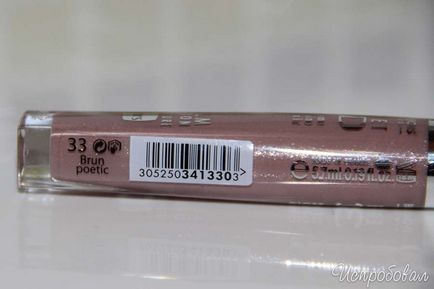 33
Brun
poetic
3052503413303
5.7ml 0.19 fl.oz.
Испробовал